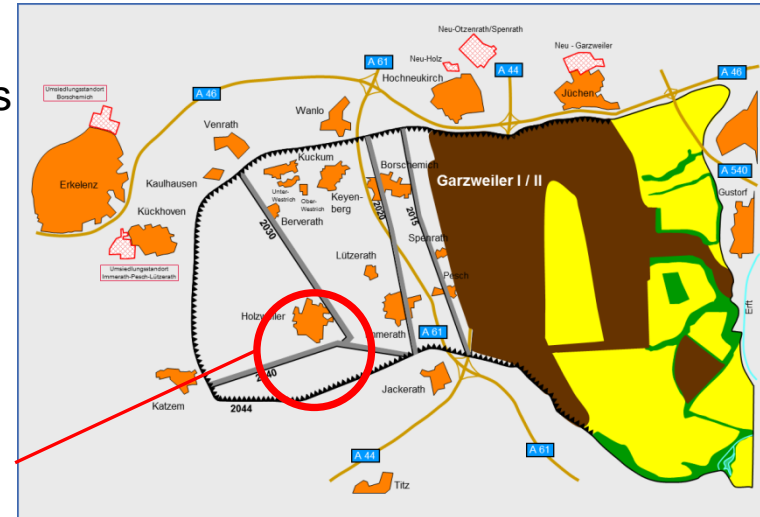 s
Neu-Otzenrath/Spenrath
Neu-Holz
Neu - Garzweiler
A 61
A 44
Hochneukirch
Jüchen
A 46
Umsiedlungsstandort
Borschemich
A 46
Wanlo
Venrath
Kuckum
Borschemich
Garzweiler I / II
A 540
Gustorf
Erkelenz
Kaulhausen
Unter-
Westrich
Ober-
Westrich
Keyen-
berg
Kückhoven
Berverath
2030
2020
2015
Spenrath
Umsiedlungsstandort
Immerath-Pesch-Lützerath
Lützerath
Pesch
Erft
Holzweiler
mmerath
A 61
2040
Jackerath
Katzem
2044
A 44
A 61
Titz